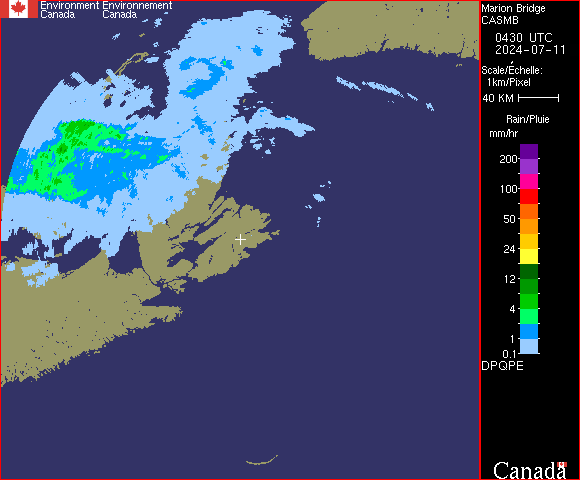 Environment Environnement
Canada Canada
Marion Bridge
CASMB
0430 UTC
2024-07-11
Scale/Échelle:
1km/Pixel
40 KM
Rain/Pluie
mm/hr
200
100
50
24
12
4
1
0.1
DPQPE
Canada